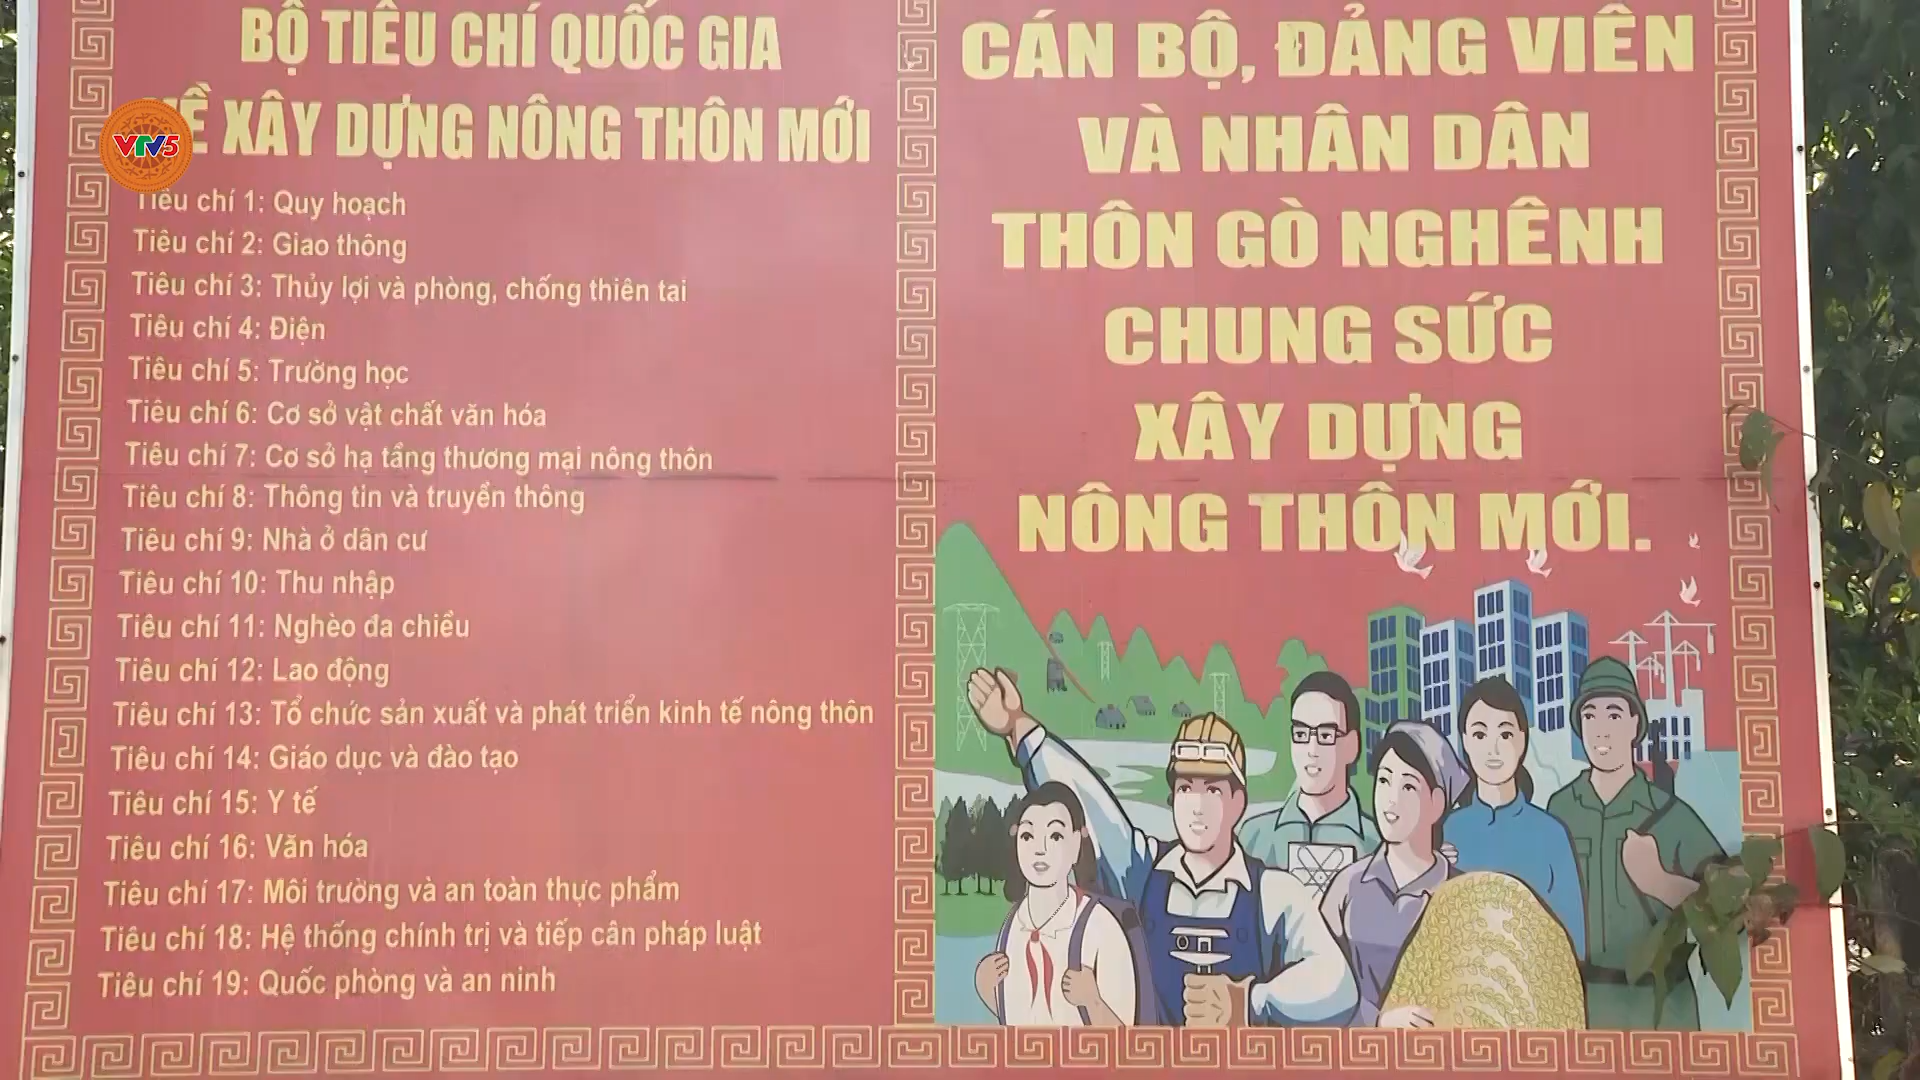 BỘ TIÊU CHÍ QUỐC GIA
VỀ XÂY DỰNG NÔNG THÔN MỚI
VTV5
Tiêu chí 1: Quy hoạch
Tiêu chí 2: Giao thông
Tiêu chí 3: Thủy lợi và phòng, chống thiên tai
Tiêu chí 4: Điện
Tiêu chí 5: Trường học
Tiêu chí 6: Cơ sở vật chất văn hóa
Tiêu chí 7: Cơ sở hạ tầng thương mại nông thôn
Tiêu chí 8: Thông tin và truyền thông
Tiêu chí 9: Nhà ở dân cư
Tiêu chí 10: Thu nhập
Tiêu chí 11: Nghèo đa chiều
Tiêu chí 12: Lao động
Tiêu chí 13: Tổ chức sản xuất và phát triển kinh tế nông thôn
Tiêu chí 14: Giáo dục và đào tạo
Tiêu chí 15: Y tế
Tiêu chí 16: Văn hóa
Tiêu chí 17: Môi trường và an toàn thực phẩm
Tiêu chí 18: Hệ thống chính trị và tiếp cân pháp luật
Tiêu chí 19: Quốc phòng và an ninh
CÁN BỘ, ĐẢNG VIÊN
VÀ NHÂN DÂN
THÔN GÒ NGHÊNH
CHUNG SỨC
XÂY DỰNG
NÔNG THÔN MỚI.